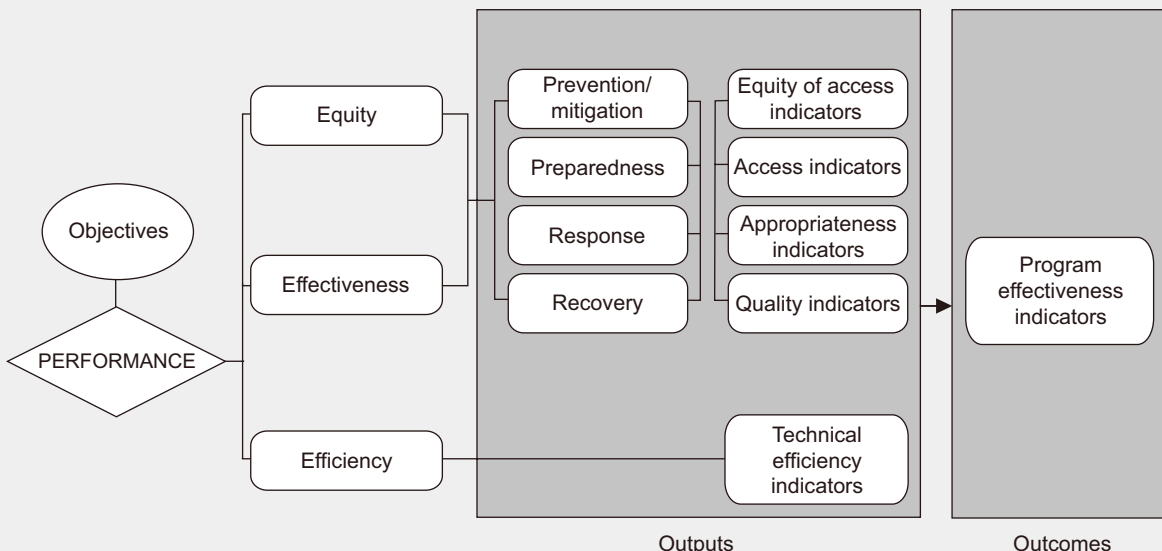 Objectives
PERFORMANCE
Equity
Effectiveness
Efficiency
Prevention/
mitigation
Preparedness
Response
Recovery
Equity of access
indicators
Access indicators
Appropriateness
indicators
Quality indicators
Technical
efficiency
indicators
Program
effectiveness
indicators
Outputs
Outcomes